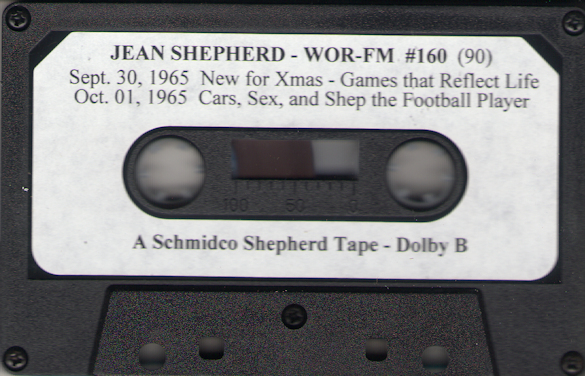 JEAN SHEPHERD - WOR-FM #160 (90)
Sept. 30, 1965 New for Xmas - Games that Reflect Life
Oct. 01, 1965 Cars, Sex, and Shep the Football Player
100 50 0
A Schmidco Shepherd Tape - Dolby B